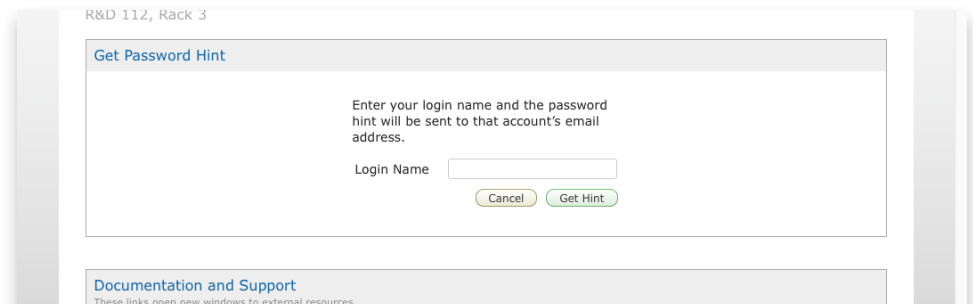 R&D 112, Rack 3
Get Password Hint
Enter your login name and the password
hint will be sent to that account's email
address.
Login Name
Cancel
Get Hint
Documentation and Support
These links open new windows to external resources